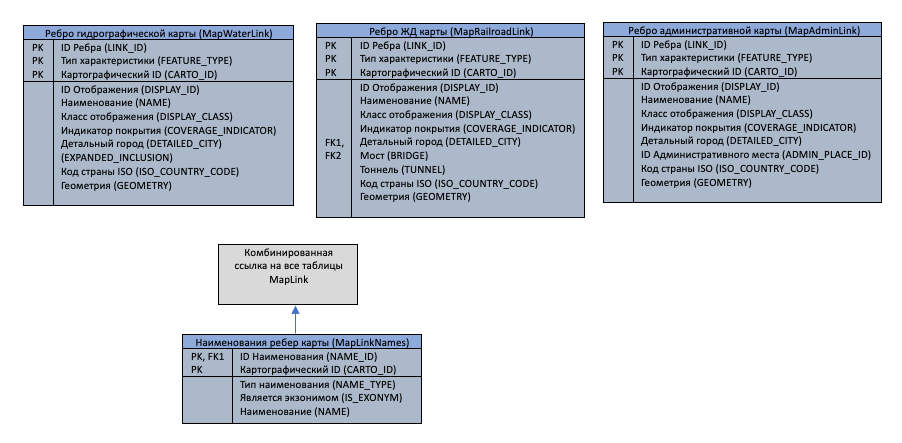 Ребро гидрографической карты (MapWaterLink)
PK ID Ребра (LINK_ID)
PK Тип характеристики (FEATURE_TYPE)
PK Картографический ID (CARTO_ID)
ID Отображения (DISPLAY_ID)
Наименование (NAME)
Класс отображения (DISPLAY_CLASS)
Индикатор покрытия (COVERAGE_INDICATOR)
Детальный город (DETAILED_CITY)
(EXPANDED_INCLUSION)
Код страны ISO (ISO_COUNTRY_CODE)
Геометрия (GEOMETRY)
Ребро ЖД карты (MapRailroadLink)
PK ID Ребра (LINK_ID)
PK Тип характеристики (FEATURE_TYPE)
PK Картографический ID (CARTO_ID)
ID Отображения (DISPLAY_ID)
Наименование (NAME)
Класс отображения (DISPLAY_CLASS)
Индикатор покрытия (COVERAGE_INDICATOR)
FK1, Детальный город (DETAILED_CITY)
FK2 Мост (BRIDGE)
Тоннель (TUNNEL)
Код страны ISO (ISO_COUNTRY_CODE)
Геометрия (GEOMETRY)
Ребро административной карты (MapAdminLink)
PK ID Ребра (LINK_ID)
PK Тип характеристики (FEATURE_TYPE)
PK Картографический ID (CARTO_ID)
ID Отображения (DISPLAY_ID)
Наименование (NAME)
Класс отображения (DISPLAY_CLASS)
Индикатор покрытия (COVERAGE_INDICATOR)
Детальный город (DETAILED_CITY)
ID Административного места (ADMIN_PLACE_ID)
Код страны ISO (ISO_COUNTRY_CODE)
Геометрия (GEOMETRY)
Комбинированная
ссылка на все таблицы
MapLink
Наименования ребер карты (MapLinkNames)
PK, FK1 ID Наименования (NAME_ID)
PK Картографический ID (CARTO_ID)
Тип наименования (NAME_TYPE)
Является экзонимом (IS_EXONYM)
Наименование (NAME)